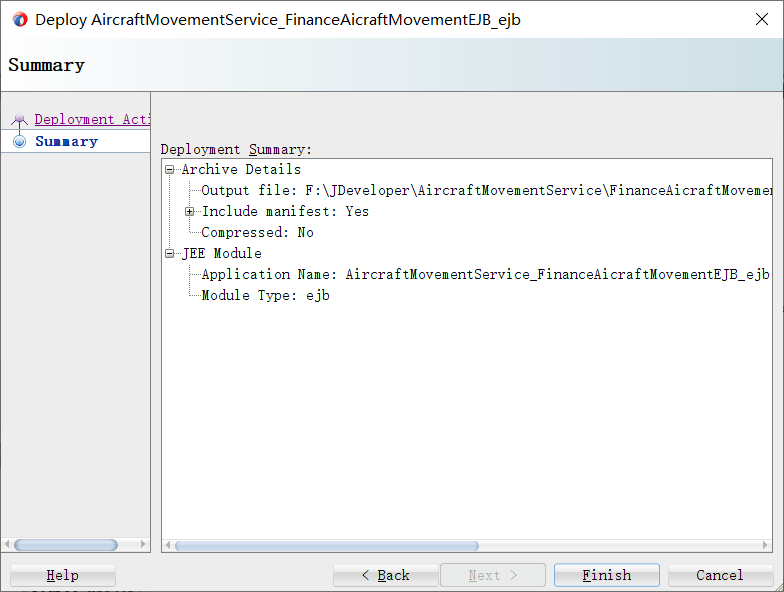 Deploy AircraftMovementService_FinanceAicraftMovementEJB_ejb
Summary
Deployment Acti
Summary
Deployment Summary:
Archive Details
Output file: F:\JDeveloper\AircraftMovementService\FinanceAicraftMovemen
Include manifest: Yes
Compressed: No
JEE Module
Application Name: AircraftMovementService_FinanceAicraftMovementEJB_ejb
Module Type: ejb
Help
< Back
Next >
Finish
Cancel